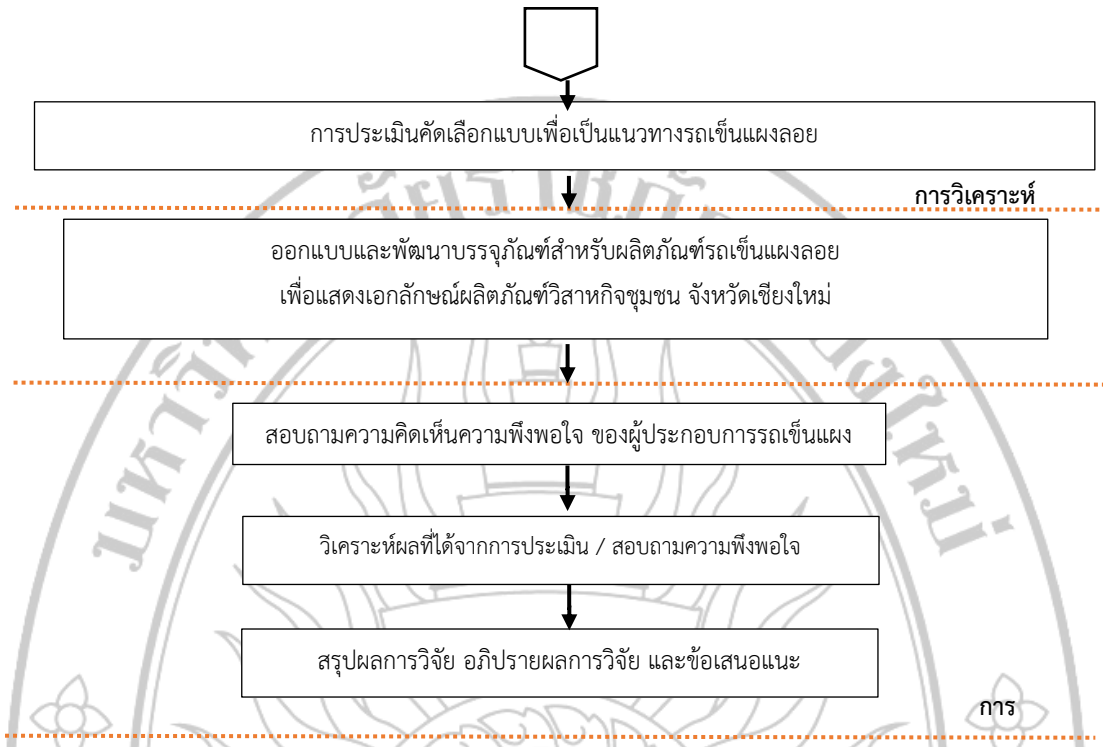 การประเมินคัดเลือกแบบเพื่อเป็นแนวทางรถเข็นแผงลอย
การวิเคราะห์
ออกแบบและพัฒนาบรรจุภัณฑ์สำหรับผลิตภัณฑ์รถเข็นแผงลอย
เพื่อแสดงเอกลักษณ์ผลิตภัณฑ์วิสาหกิจชุมชน จังหวัดเชียงใหม่
สอบถามความคิดเห็นความพึงพอใจ ของผู้ประกอบการรถเข็นแผง
วิเคราะห์ผลที่ได้จากการประเมิน / สอบถามความพึงพอใจ
สรุปผลการวิจัย อภิปรายผลการวิจัย และข้อเสนอแนะ
การ